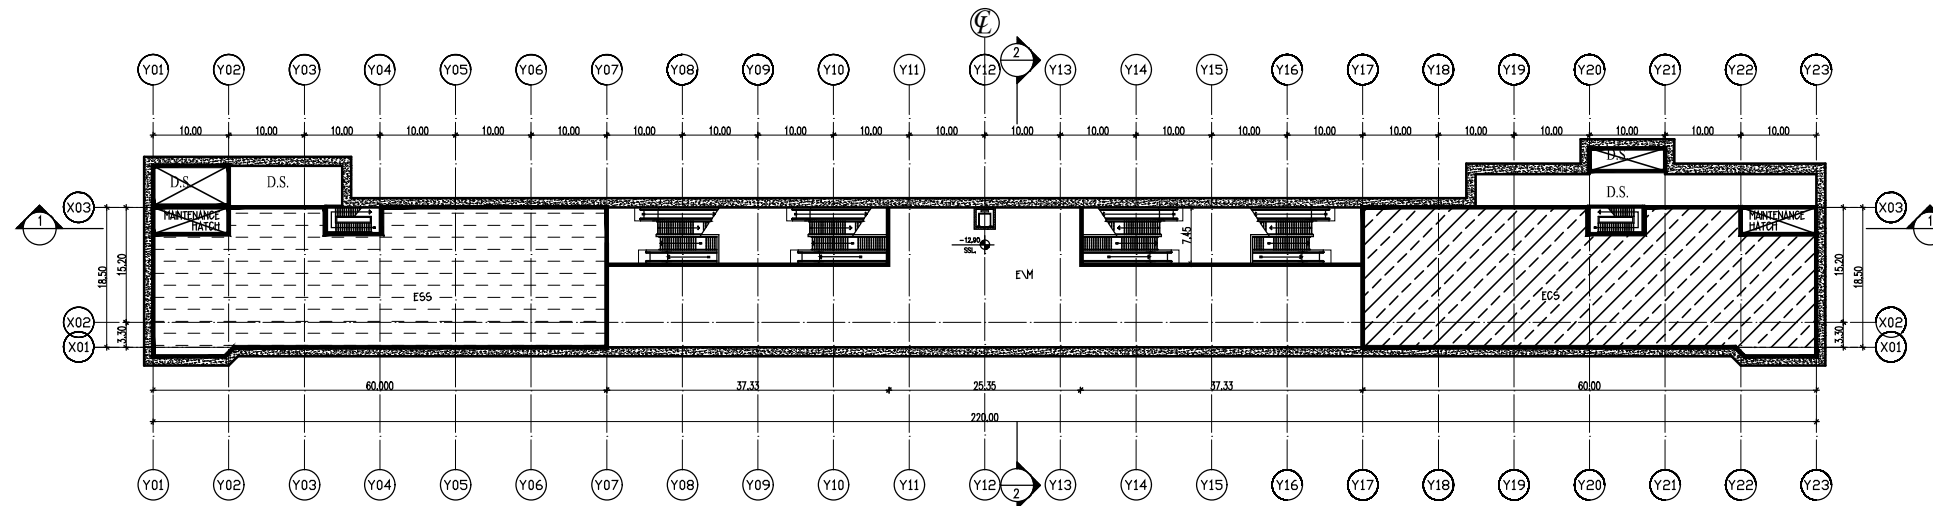 ℄
2
Y01 Y02 Y03 Y04 Y05 Y06 Y07 Y08 Y09 Y10 Y11 Y12 Y13 Y14 Y15 Y16 Y17 Y18 Y19 Y20 Y21 Y22 Y23
10.00 10.00 10.00 10.00 10.00 10.00 10.00 10.00 10.00 10.00 10.00 10.00 10.00 10.00 10.00 10.00 10.00 10.00 10.00 10.00 10.00 10.00
D.S.
D.S. D.S.
D.S.
X03 X03
MAINTENANCE MAINTENANCE
HATCH HATCH
1 1
7.45
-12.90
SSL
18.50 15.20 15.20 18.50
E\M
ESS ECS
X02 X02
3.30 3.30
X01 X01
60.000 37.33 25.35 37.33 60.00
220.00
Y01 Y02 Y03 Y04 Y05 Y06 Y07 Y08 Y09 Y10 Y11 Y12 Y13 Y14 Y15 Y16 Y17 Y18 Y19 Y20 Y21 Y22 Y23
2